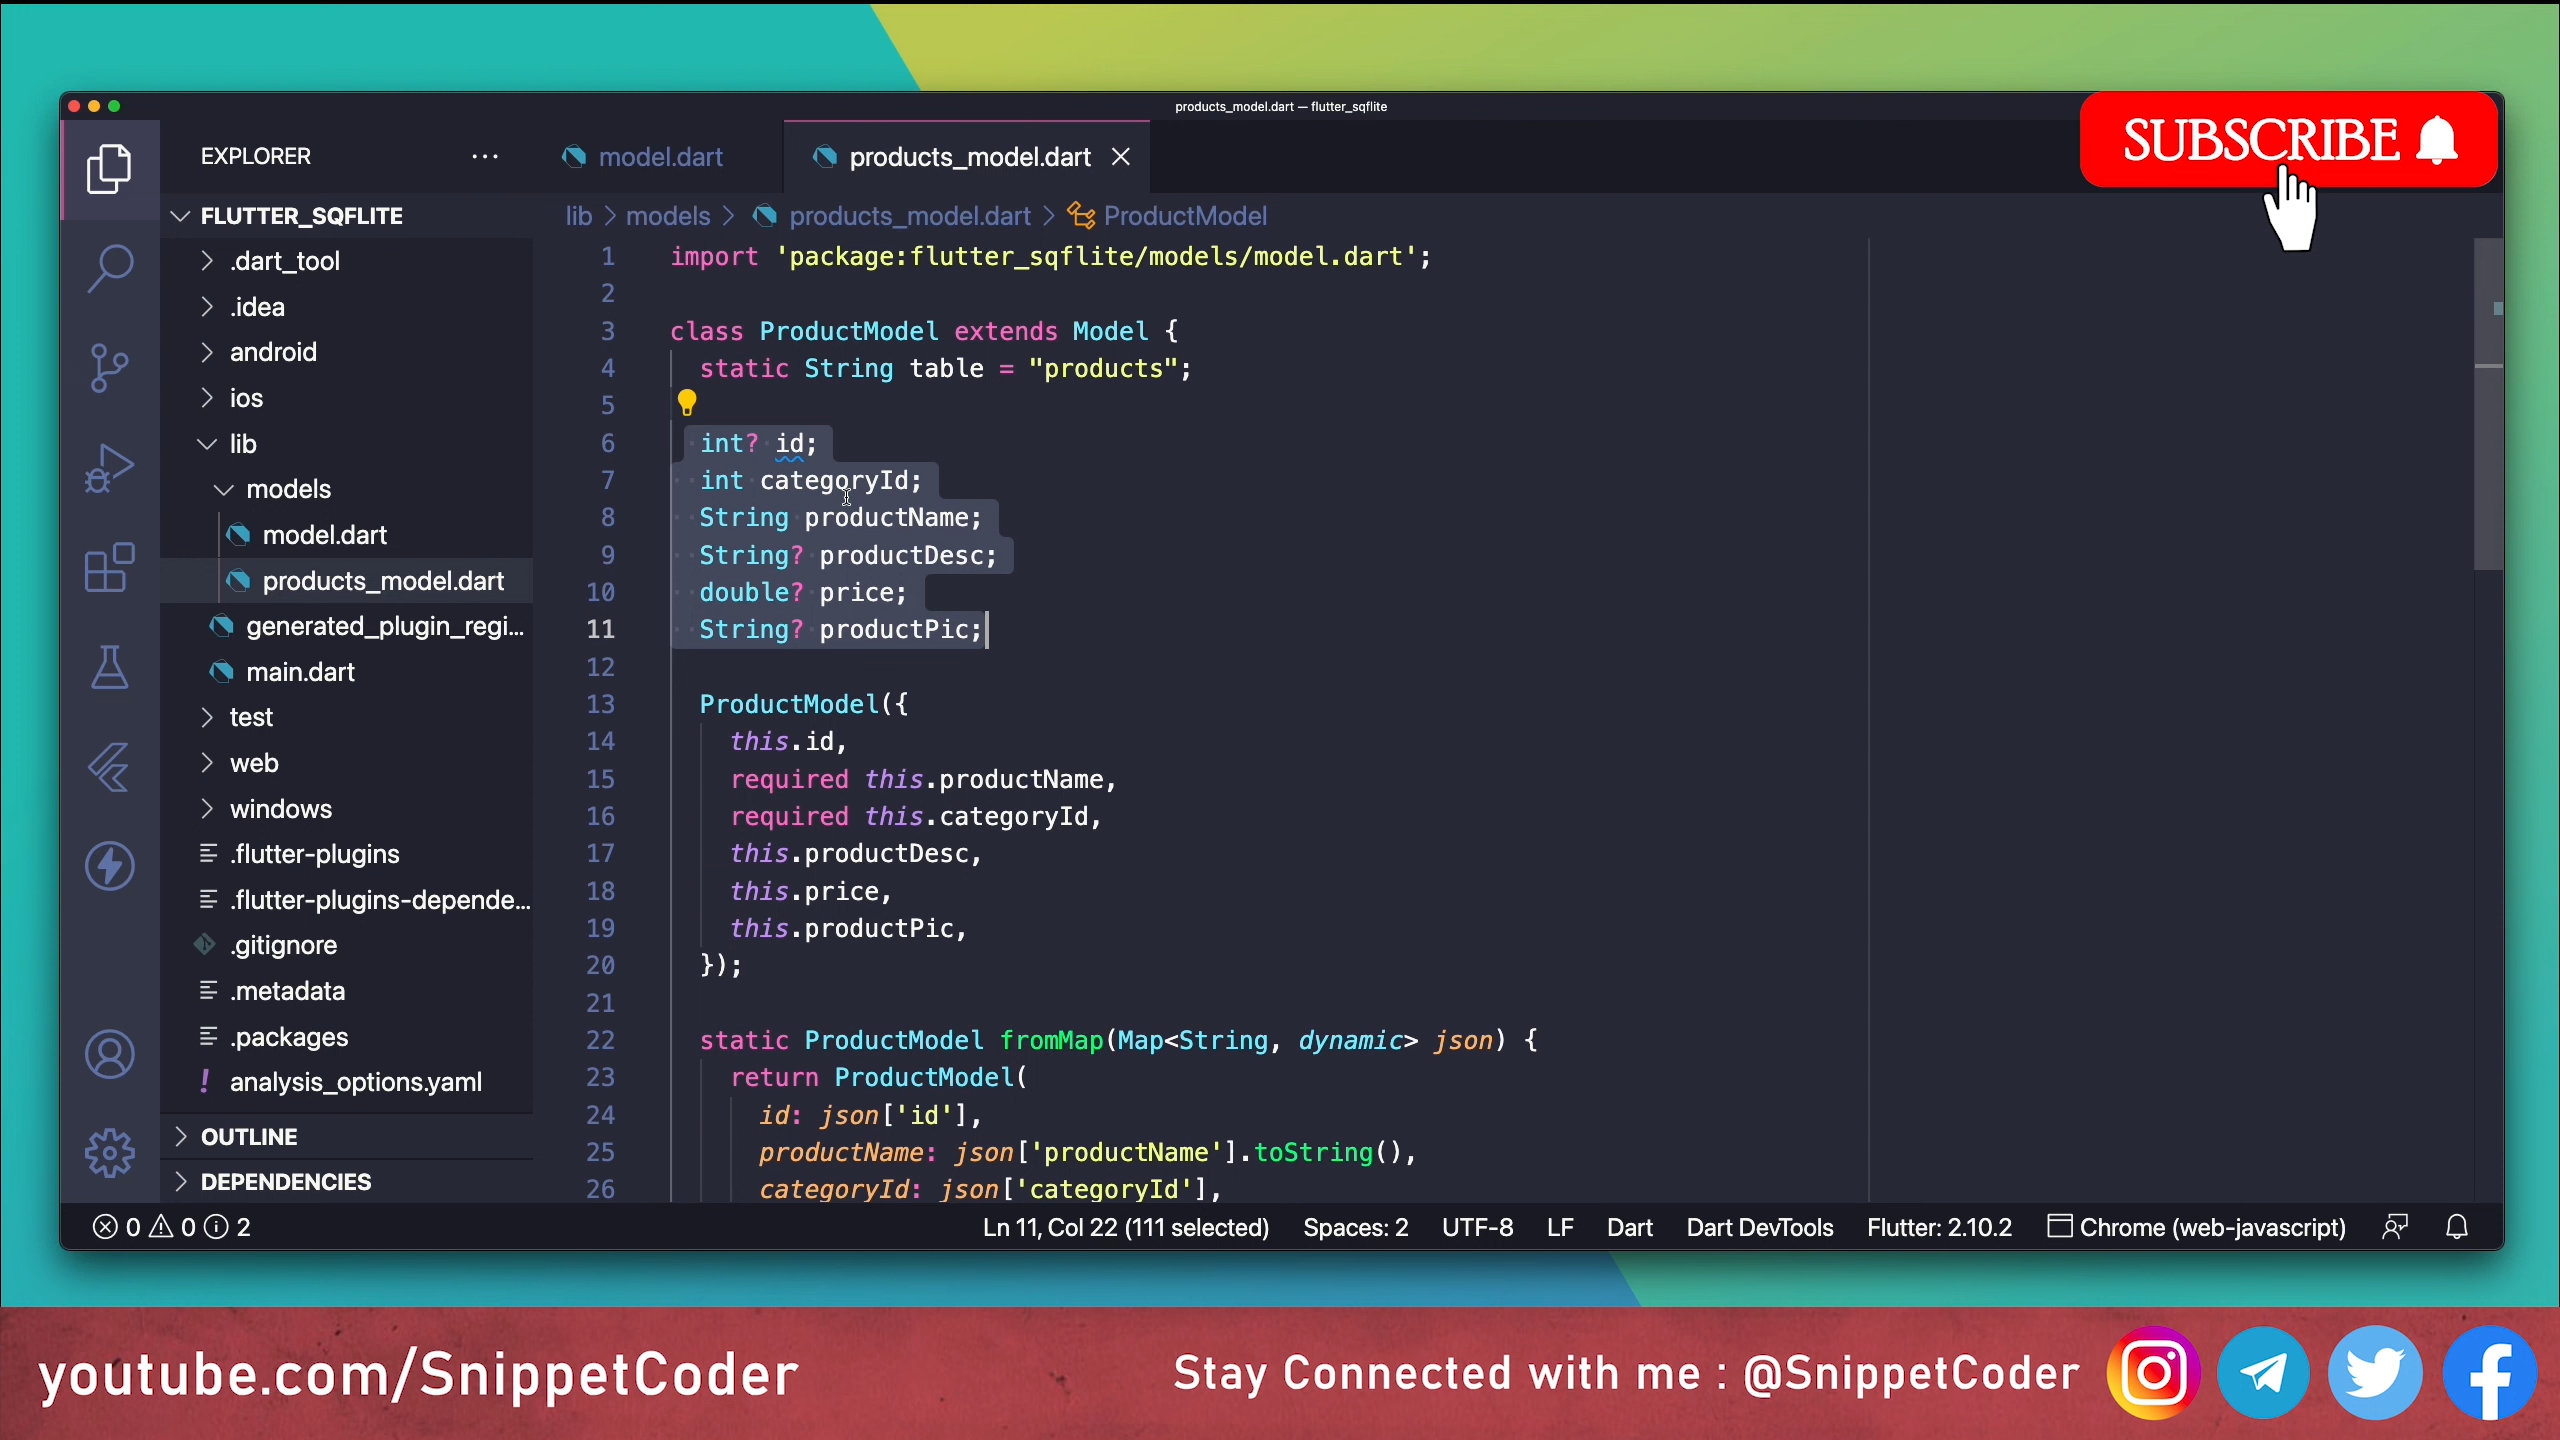 products_model.dart — flutter_sqflite
SUBSCRIBE
EXPLORER
model.dart
products_model.dart
FLUTTER_SQFLITE
.dart_tool
.idea
android
ios
lib
models
model.dart
products_model.dart
generated_plugin_regi...
main.dart
test
web
windows
.flutter-plugins
.flutter-plugins-depende...
.gitignore
.metadata
.packages
! analysis_options.yaml
OUTLINE
DEPENDENCIES
lib > models > products_model.dart > ProductModel
1 import 'package:flutter_sqflite/models/model.dart';
2
3 class ProductModel extends Model {
4 static String table = "products";
5
6 int? id;
7 int categoryId;
8 String productName;
9 String? productDesc;
10 double? price;
11 String? productPic;
12
13 ProductModel({
14 this.id,
15 required this.productName,
16 required this.categoryId,
17 this.productDesc,
18 this.price,
19 this.productPic,
20 });
21
22 static ProductModel fromMap(Map<String, dynamic> json) {
23 return ProductModel(
24 id: json['id'],
25 productName: json['productName'].toString(),
26 categoryId: json['categoryId'],
0 0 2 Ln 11, Col 22 (111 selected) Spaces: 2 UTF-8 LF Dart Dart DevTools Flutter: 2.10.2 Chrome (web-javascript)
youtube.com/SnippetCoder
Stay Connected with me : @SnippetCoder